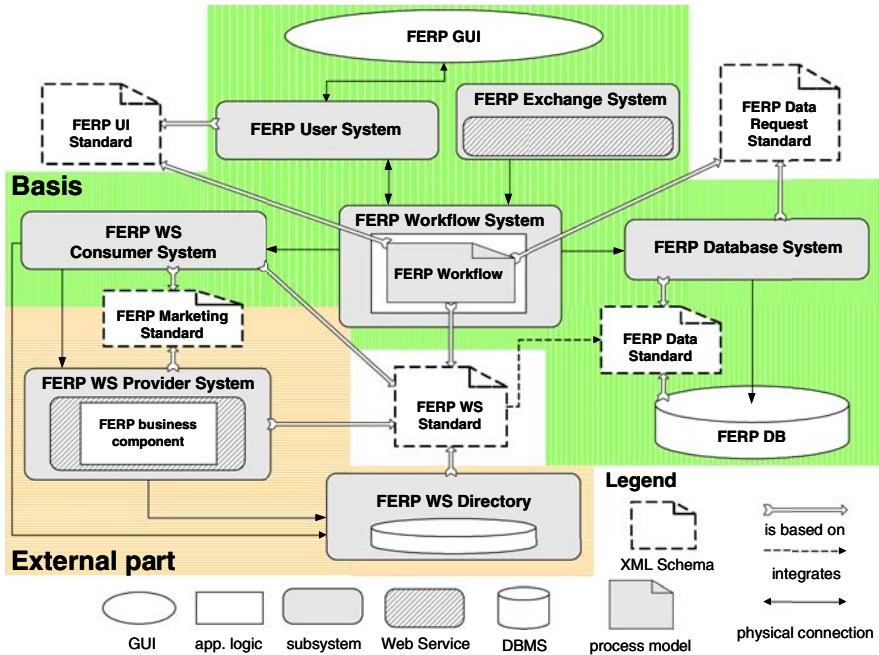 FERP GUI
FERP UI
Standard
FERP User System
FERP Exchange System
FERP Data
Request
Standard
Basis
FERP WS
Consumer System
FERP Workflow System
FERP Workflow
FERP Database System
FERP Marketing
Standard
FERP Data
Standard
FERP WS Provider System
FERP business
component
FERP WS
Standard
FERP DB
FERP WS Directory
External part
Legend
XML Schema
is based on
integrates
physical connection
GUI
app. logic
subsystem
Web Service
DBMS
process model